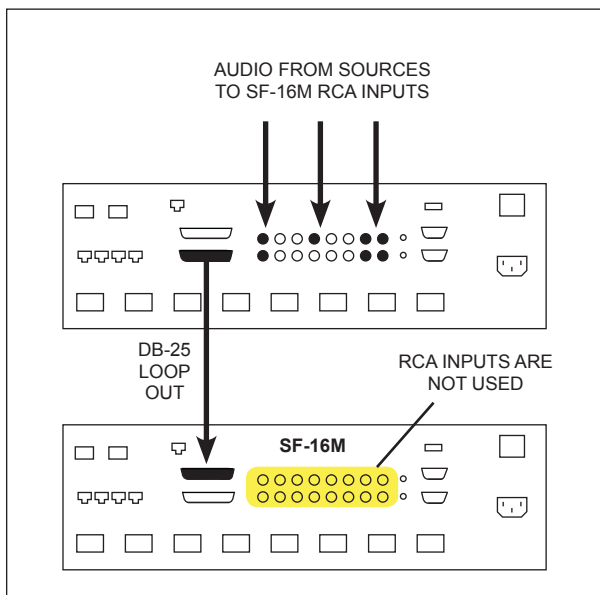 AUDIO FROM SOURCES
TO SF-16M RCA INPUTS
DB-25
LOOP
OUT
RCA INPUTS ARE
NOT USED
SF-16M